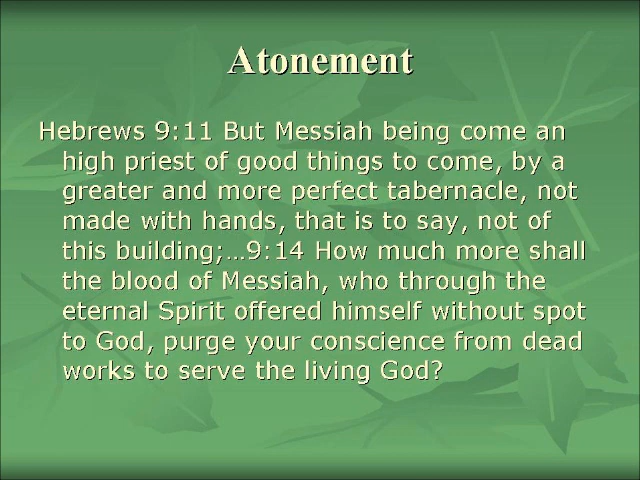 Atonement
Hebrews 9:11 But Messiah being come an
high priest of good things to come, by a
greater and more perfect tabernacle, not
made with hands, that is to say, not of
this building;…9:14 How much more shall
the blood of Messiah, who through the
eternal Spirit offered himself without spot
to God, purge your conscience from dead
works to serve the living God?